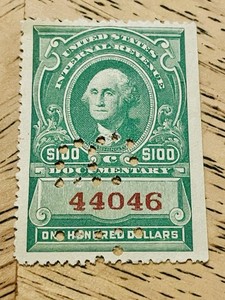 UNITED STATES
INTERNAL REVENUE
$100 $100
DOCUMENTARY
44046
ONE HUNDRED DOLLARS